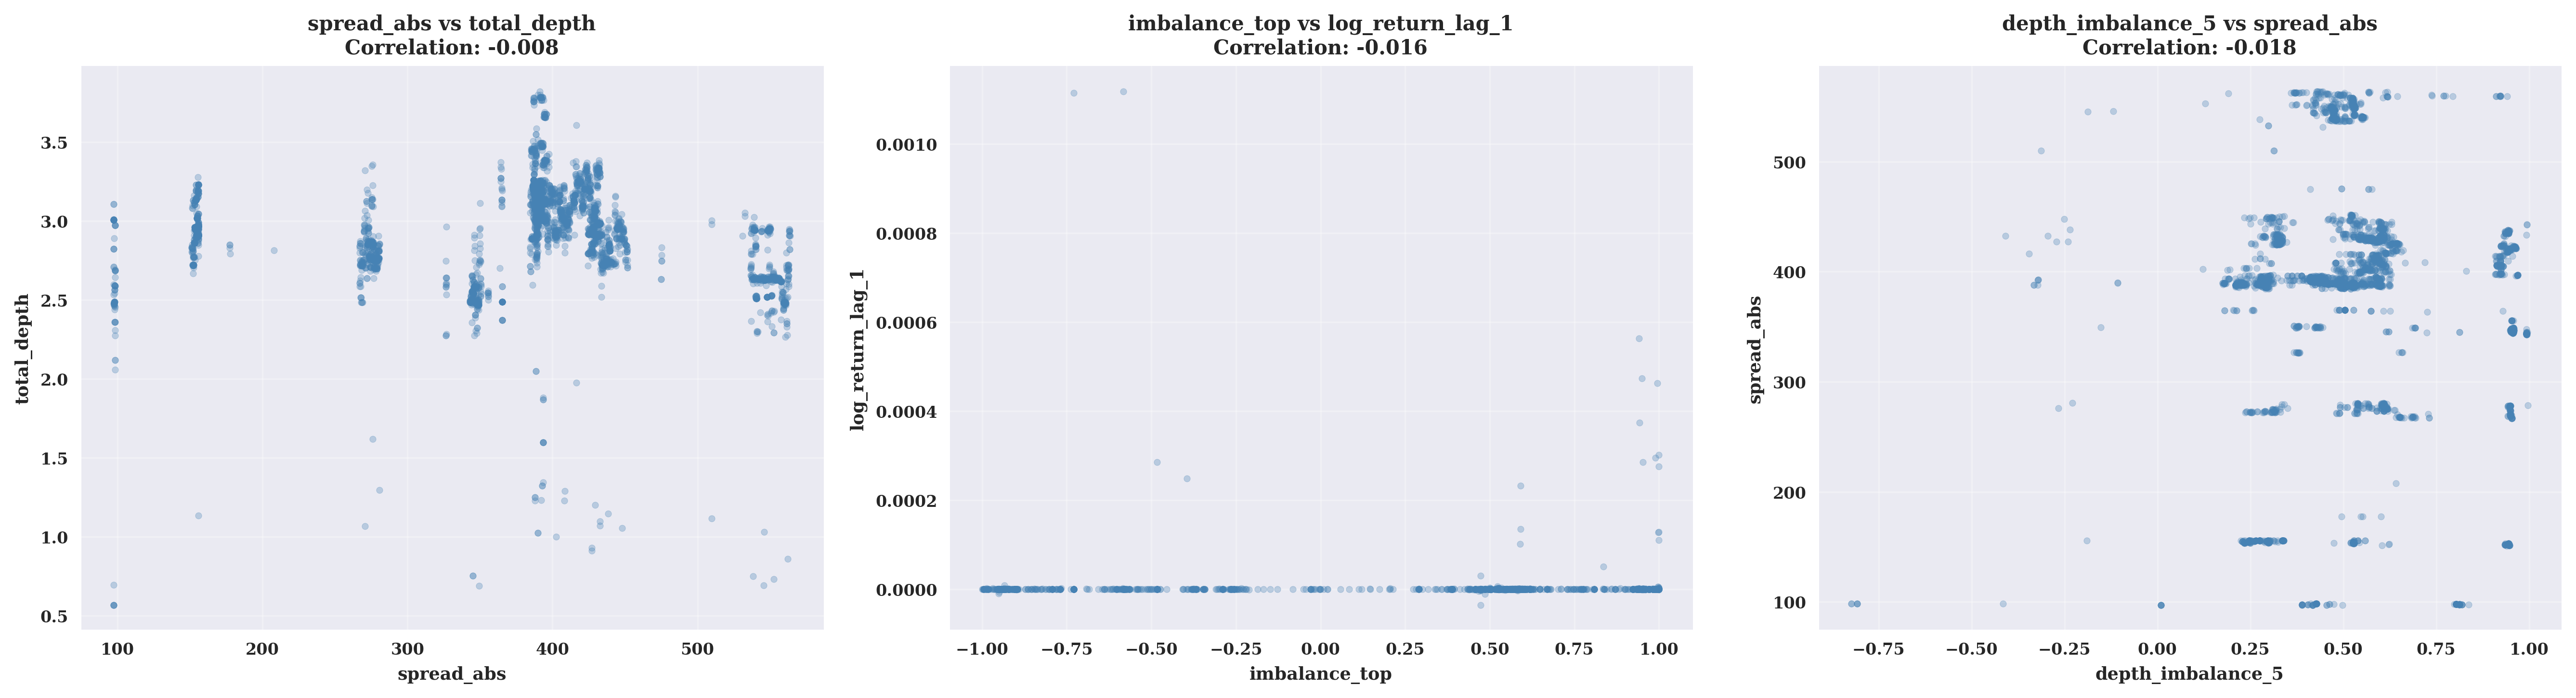 spread_abs vs total_depth
Correlation: -0.008
total_depth
3.5
3.0
2.5
2.0
1.5
1.0
0.5
100 200 300 400 500
spread_abs
imbalance_top vs log_return_lag_1
Correlation: -0.016
log_return_lag_1
0.0010
0.0008
0.0006
0.0004
0.0002
0.0000
−1.00 −0.75 −0.50 −0.25 0.00 0.25 0.50 0.75 1.00
imbalance_top
depth_imbalance_5 vs spread_abs
Correlation: -0.018
spread_abs
500
400
300
200
100
−0.75 −0.50 −0.25 0.00 0.25 0.50 0.75 1.00
depth_imbalance_5